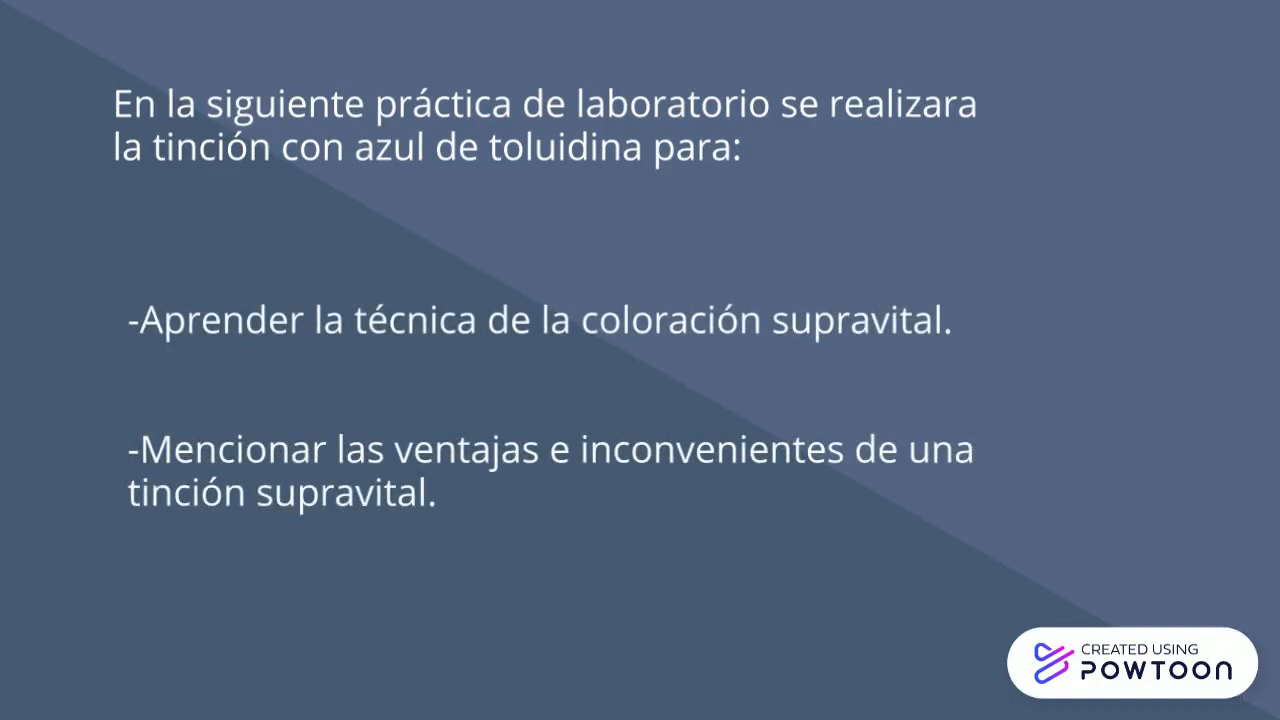 En la siguiente práctica de laboratorio se realizara
la tinción con azul de toluidina para:
-Aprender la técnica de la coloración supravital.
-Mencionar las ventajas e inconvenientes de una
tinción supravital.
CREATED USING
POWTOON